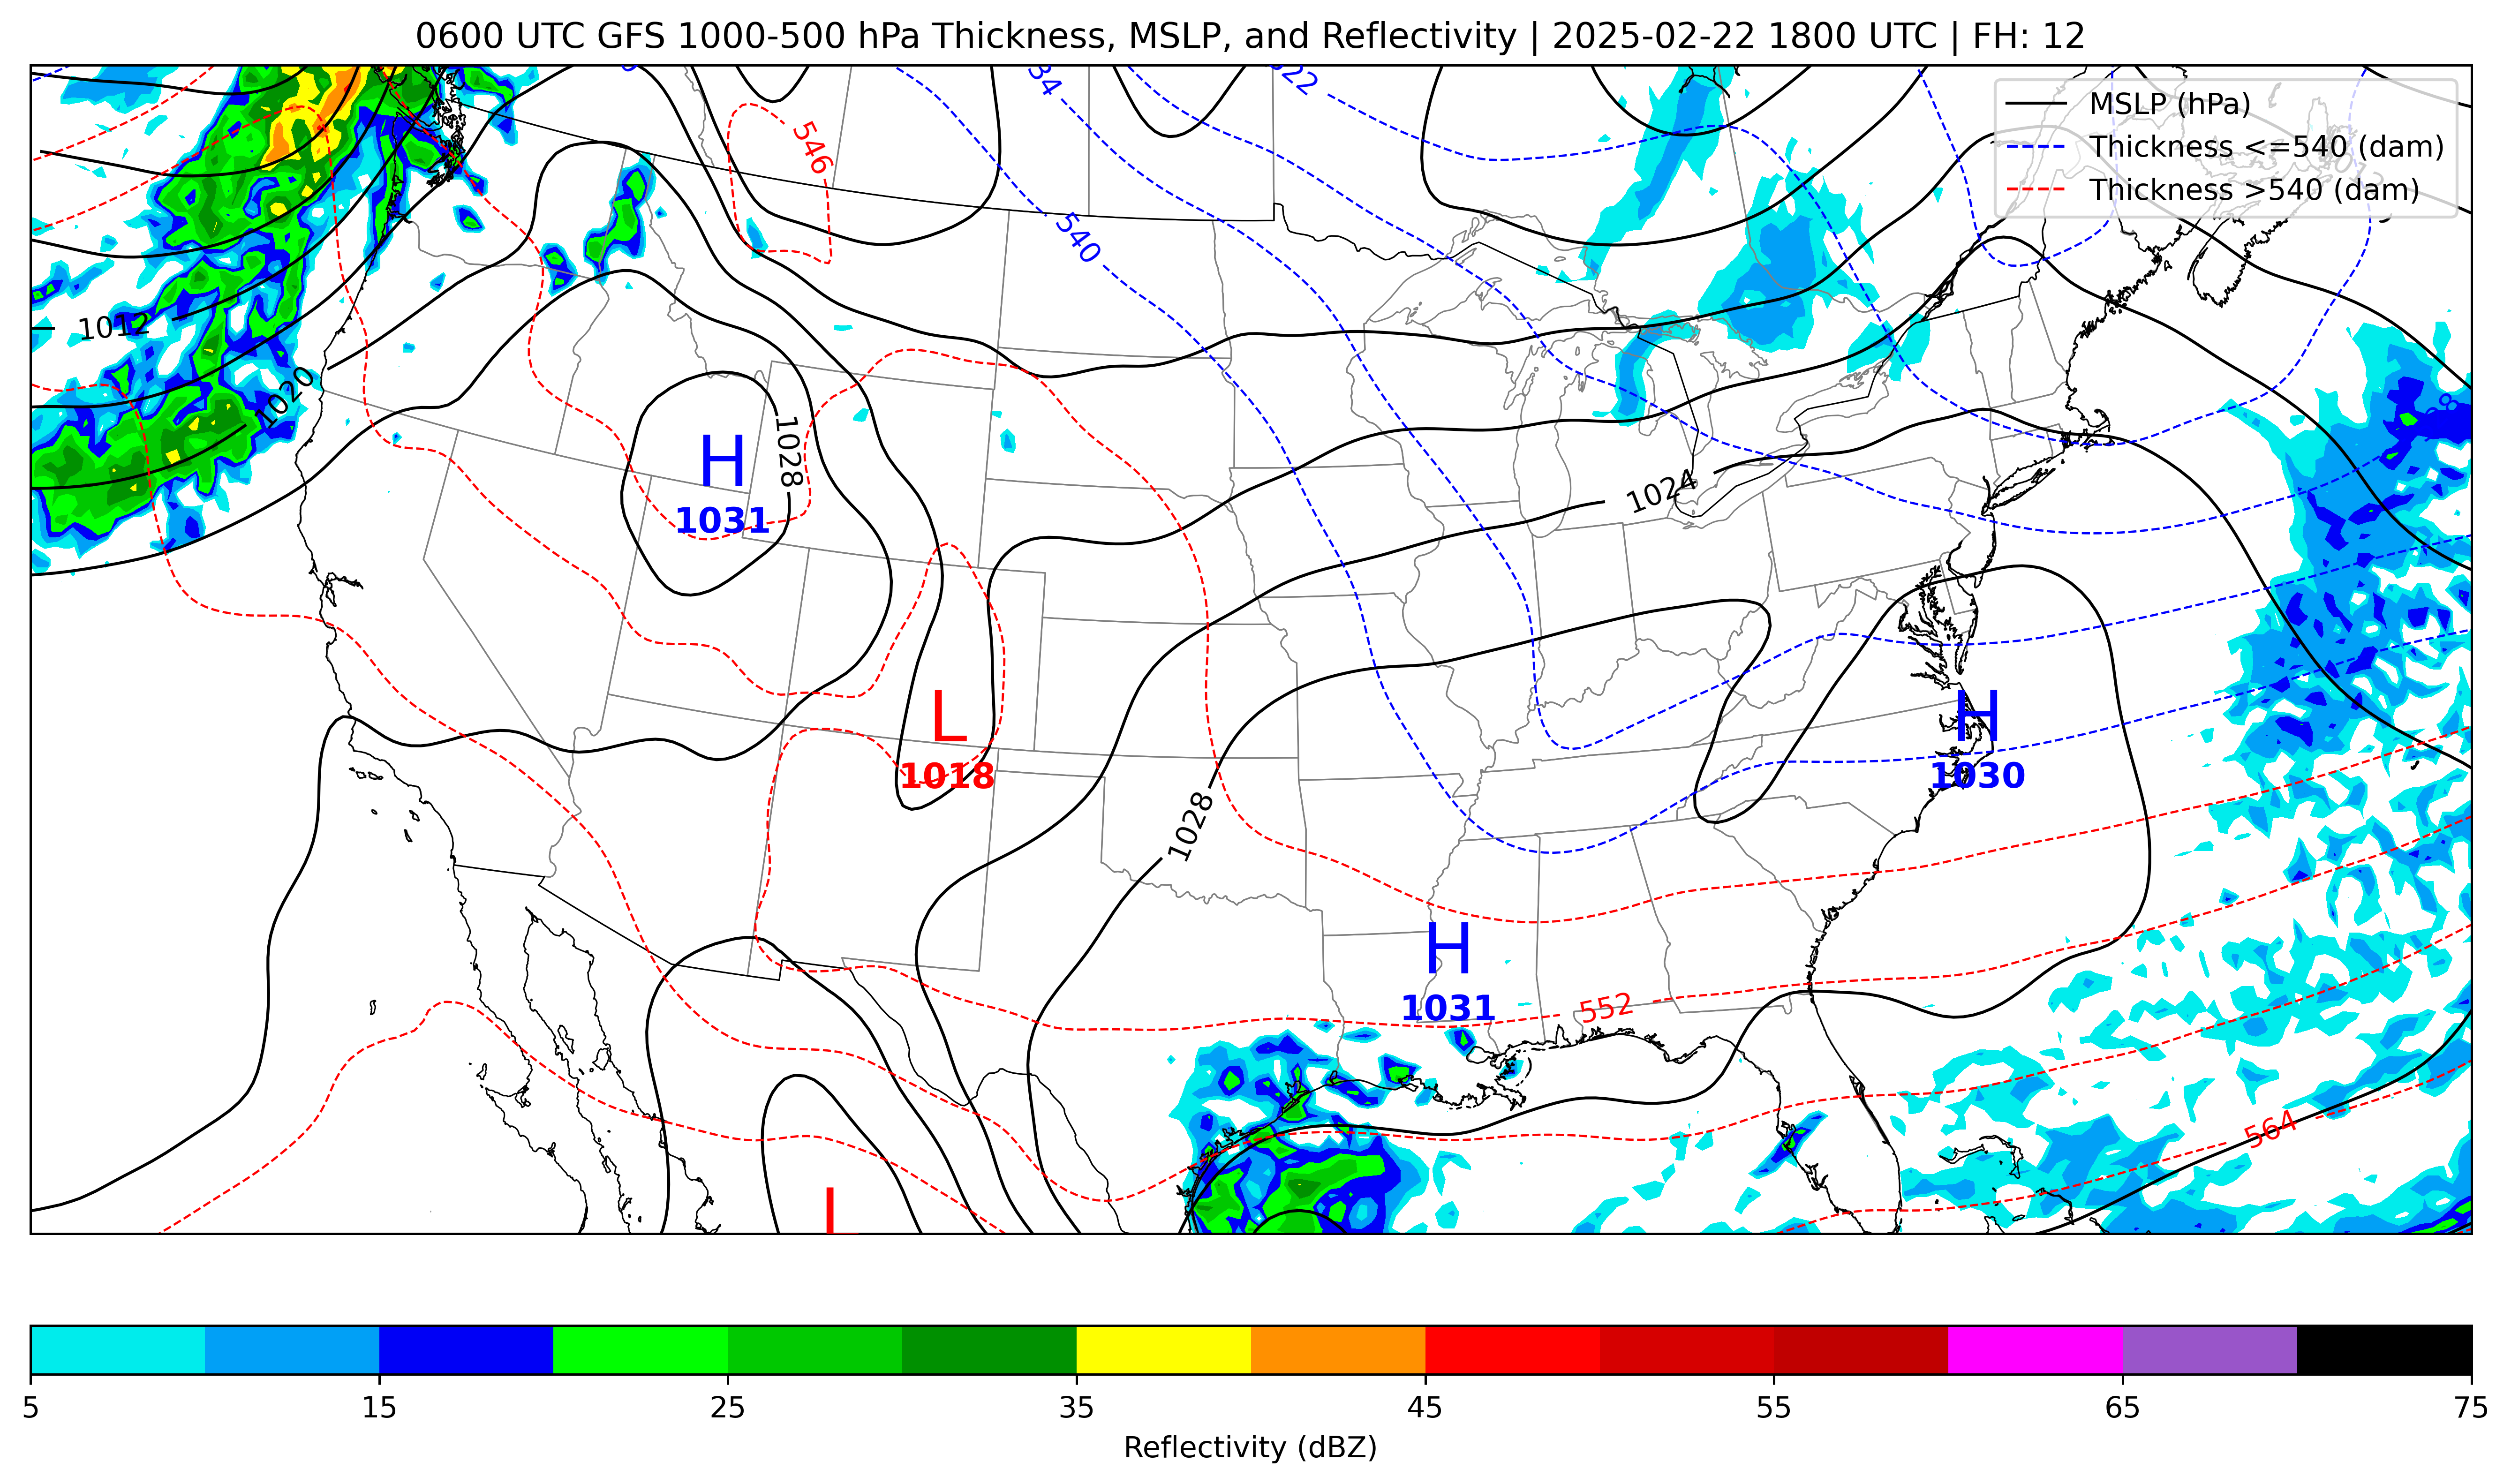 0600 UTC GFS 1000-500 hPa Thickness, MSLP, and Reflectivity | 2025-02-22 1800 UTC | FH: 12
MSLP (hPa)
Thickness <=540 (dam)
Thickness >540 (dam)
546
540
1012
1020
H
1031
1028
1024
L
1018
H
1030
1028
H
1031
552
564
5
15
25
35
45
55
65
75
Reflectivity (dBZ)